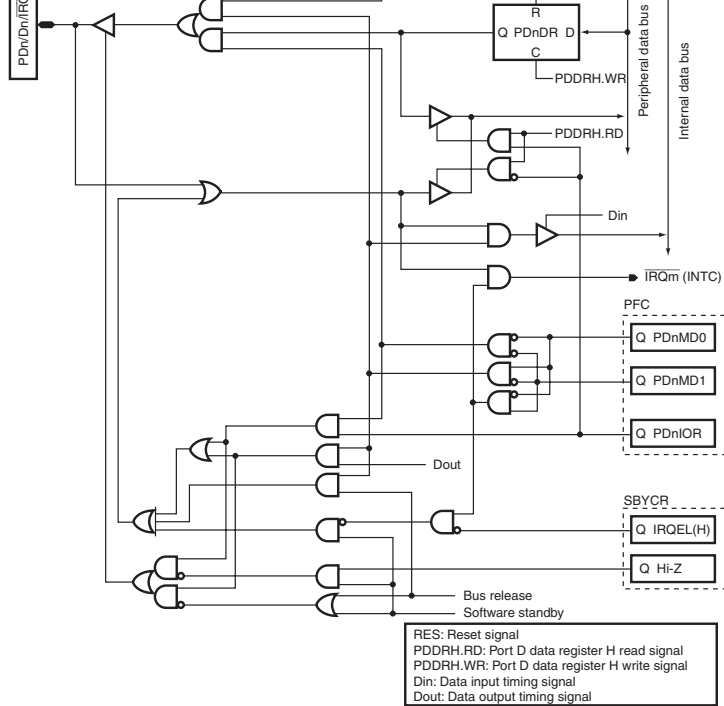 PDn/Dn/IRQ
R
Q PDnDR D
C
PDDRH.WR
Peripheral data bus
Internal data bus
PDDRH.RD
Din
IRQm (INTC)
PFC
Q PDnMD0
Q PDnMD1
Q PDnIOR
Dout
SBYCR
Q IRQEL(H)
Q Hi-Z
Bus release
Software standby
RES: Reset signal
PDDRH.RD: Port D data register H read signal
PDDRH.WR: Port D data register H write signal
Din: Data input timing signal
Dout: Data output timing signal